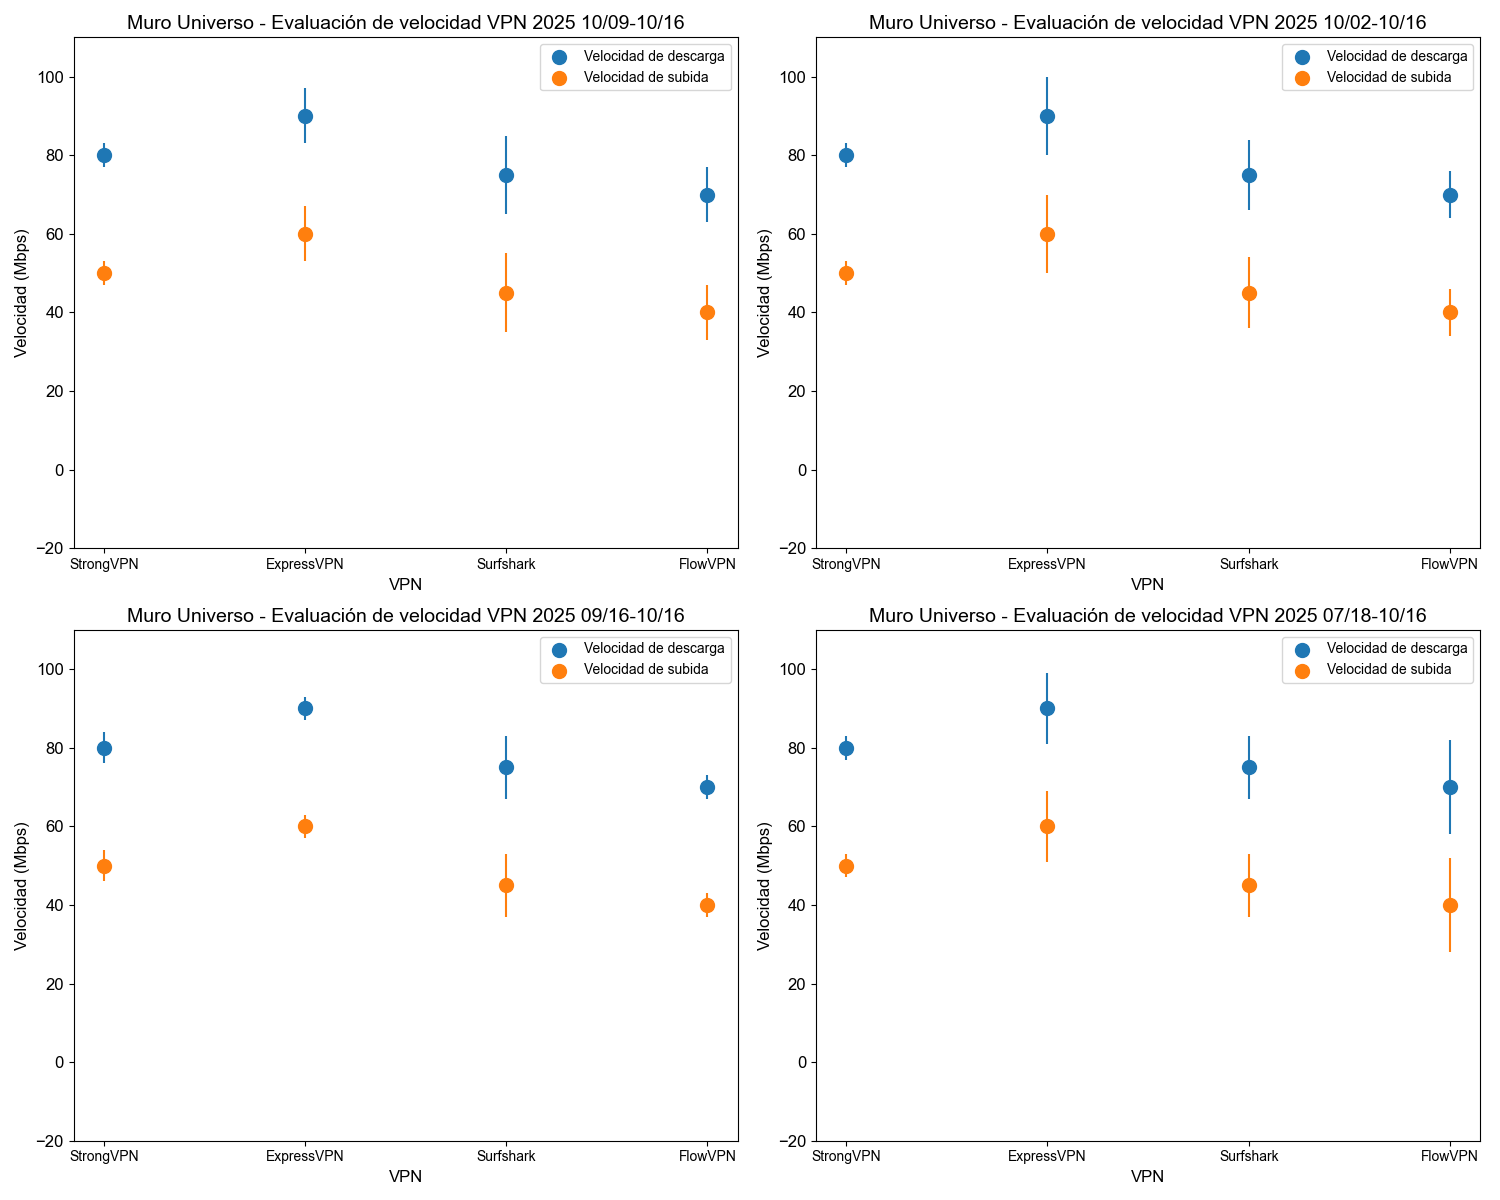 Muro Universo - Evaluación de velocidad VPN 2025 10/09-10/16
Velocidad de descarga
Velocidad de subida
100
80
60
40
20
0
−20
Velocidad (Mbps)
StrongVPN ExpressVPN Surfshark FlowVPN
VPN
Muro Universo - Evaluación de velocidad VPN 2025 10/02-10/16
Velocidad de descarga
Velocidad de subida
100
80
60
40
20
0
−20
Velocidad (Mbps)
StrongVPN ExpressVPN Surfshark FlowVPN
VPN
Muro Universo - Evaluación de velocidad VPN 2025 09/16-10/16
Velocidad de descarga
Velocidad de subida
100
80
60
40
20
0
−20
Velocidad (Mbps)
StrongVPN ExpressVPN Surfshark FlowVPN
VPN
Muro Universo - Evaluación de velocidad VPN 2025 07/18-10/16
Velocidad de descarga
Velocidad de subida
100
80
60
40
20
0
−20
Velocidad (Mbps)
StrongVPN ExpressVPN Surfshark FlowVPN
VPN